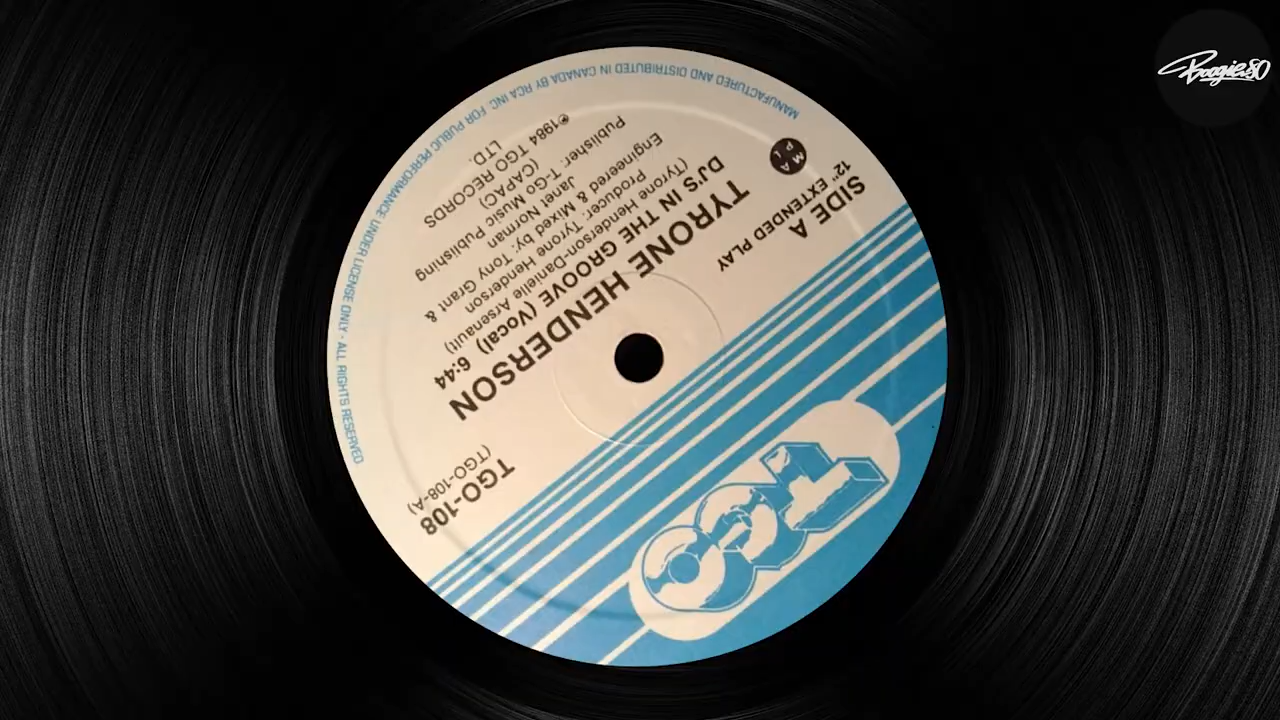 Boogie80
TGO
SIDE A
12" EXTENDED PLAY
MAPL
TGO-108
(TGO-108-A)
TYRONE HENDERSON
DJ'S IN THE GROOVE (Vocal) 6:44
(Tyrone Henderson-Danielle Arsenault)
Producer: Tyrone Henderson
Engineered & Mixed by: Tony Grant &
Janet Norman
Publisher: T-Go Music Publishing
(CAPAC)
℗1984 TGO RECORDS
LTD.
MANUFACTURED AND DISTRIBUTED IN CANADA BY RCA INC. FOR PUBLIC PERFORMANCE UNDER LICENSE ONLY · ALL RIGHTS RESERVED